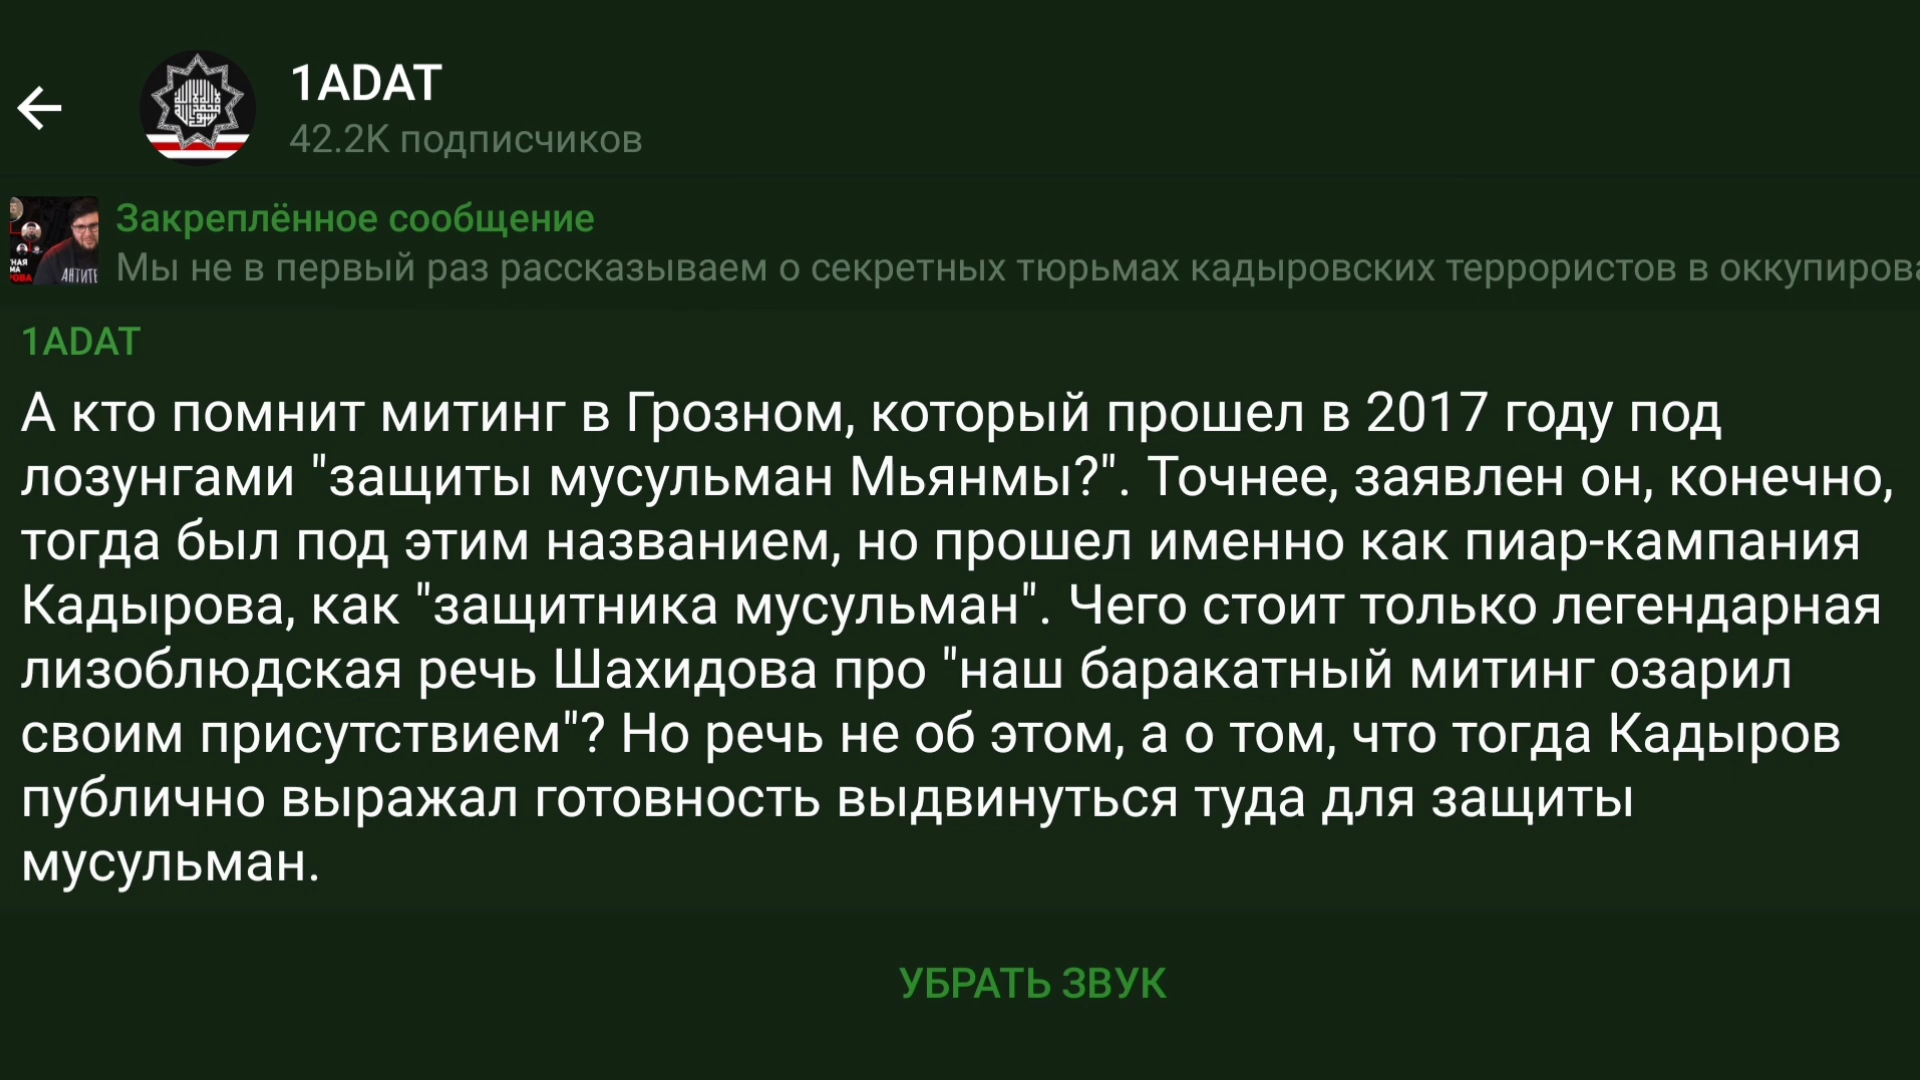 1ADAT
42.2K подписчиков
Закреплённое сообщение
Мы не в первый раз рассказываем о секретных тюрьмах кадыровских террористов в
1ADAT
А кто помнит митинг в Грозном, который прошел в 2017 году под
лозунгами "защиты мусульман Мьянмы?". Точнее, заявлен он, конечно,
тогда был под этим названием, но прошел именно как пиар-кампания
Кадырова, как "защитника мусульман". Чего стоит только легендарная
лизоблюдская речь Шахидова про "наш баракатный митинг озарил
своим присутствием"? Но речь не об этом, а о том, что тогда Кадыров
публично выражал готовность выдвинуться туда для защиты
мусульман.
УБРАТЬ ЗВУК